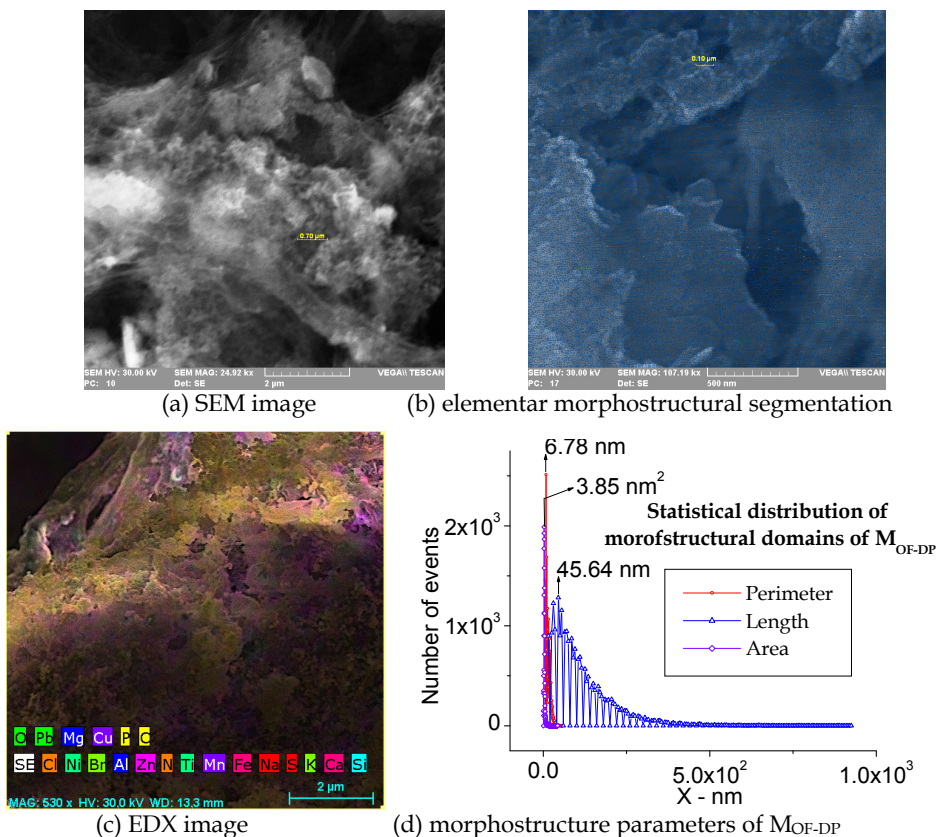 0.70 µm
SEM HV: 30.00 kV SEM MAG: 24.92 kx VEGA\\ TESCAN
PC: 10 Det: SE 2 µm
(a) SEM image
0.10 µm
SEM HV: 30.00 kV SEM MAG: 107.19 kx VEGA\\ TESCAN
PC: 17 Det: SE 500 nm
(b) elementar morphostructural segmentation
O Pb Mg Cu P C
SE Cl Ni Br Al Zn N Ti Mn Fe Na S K Ca Si
2 µm
MAG: 530 x HV: 30.0 kV WD: 13.3 mm
(c) EDX image
6.78 nm
3.85 nm²
Statistical distribution of
morofstructural domains of M_OF-DP
45.64 nm
Perimeter
Length
Area
Number of events
2x10³
1x10³
0
0.0 5.0x10² 1.0x10³
X - nm
(d) morphostructure parameters of M_OF-DP